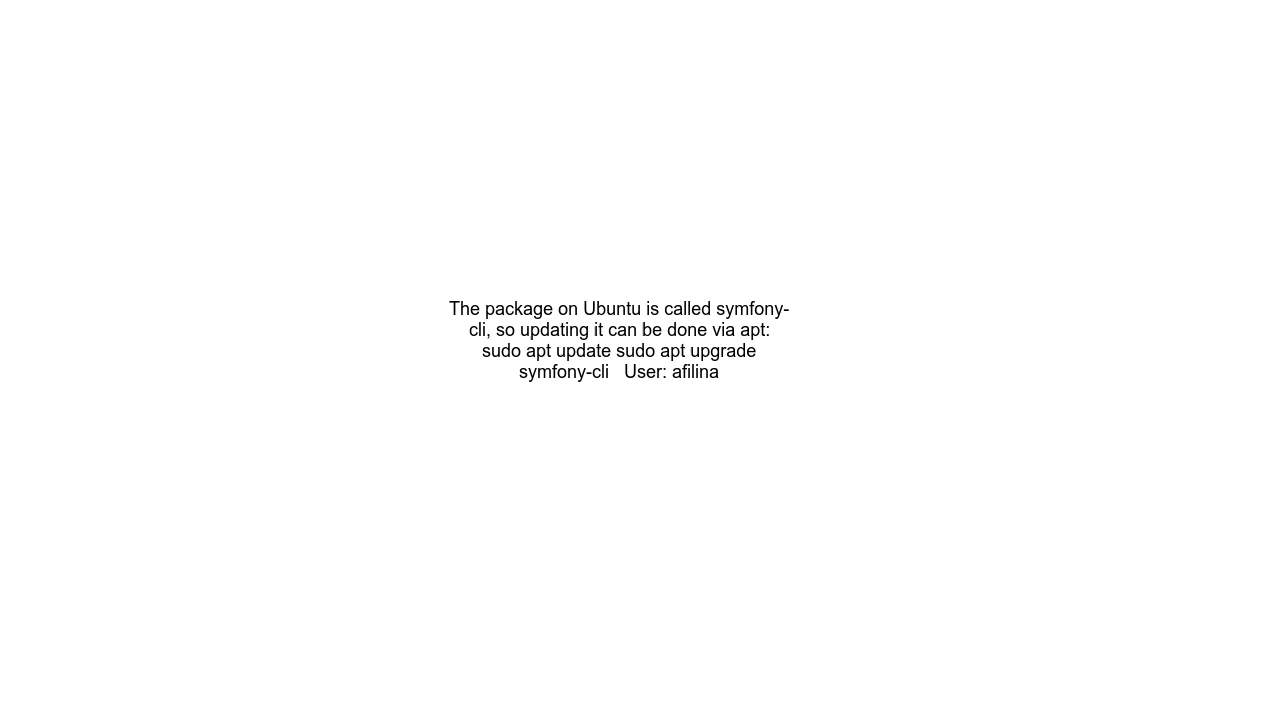 The package on Ubuntu is called symfony-
cli, so updating it can be done via apt:
sudo apt update sudo apt upgrade
symfony-cli   User: afilina